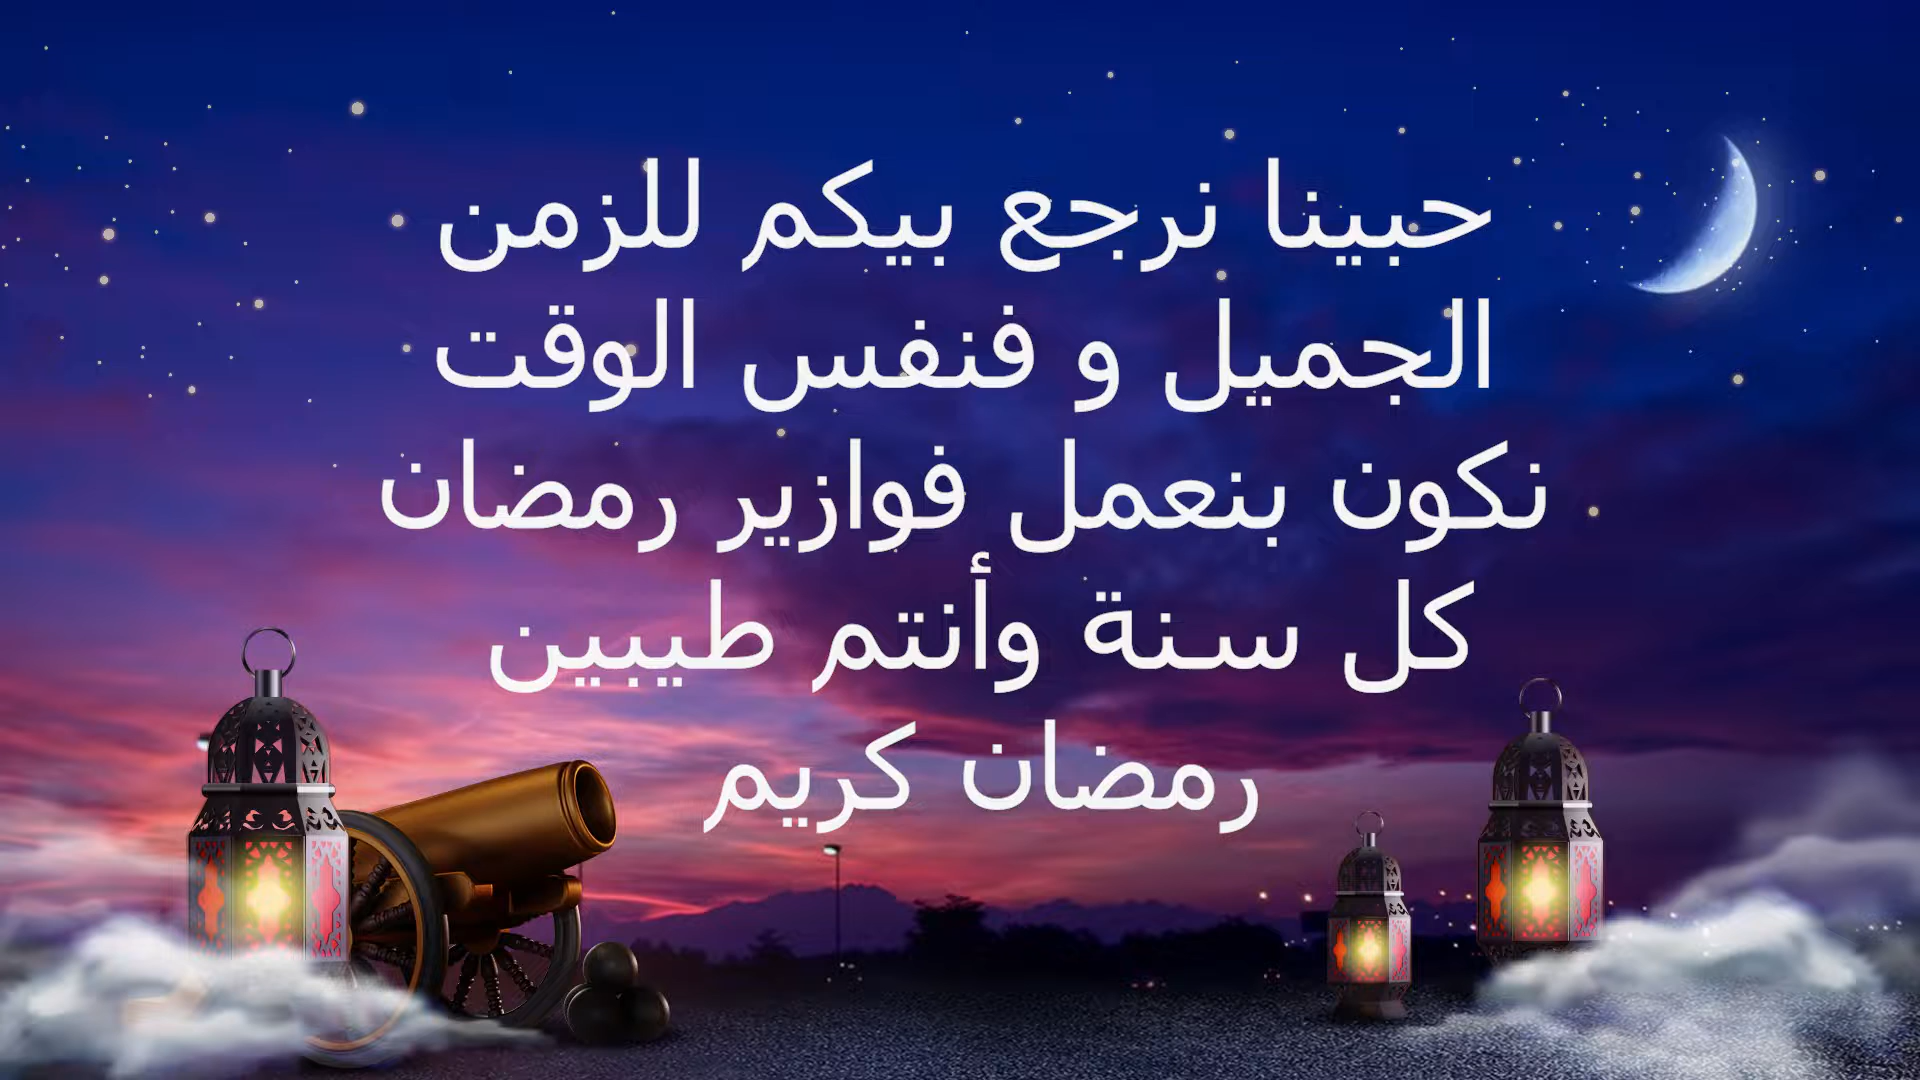 حبينا نرجع بيكم للزمن
الجميل و فنفس الوقت
نكون بنعمل فوازير رمضان
كل سنة وأنتم طيبين
رمضان كريم